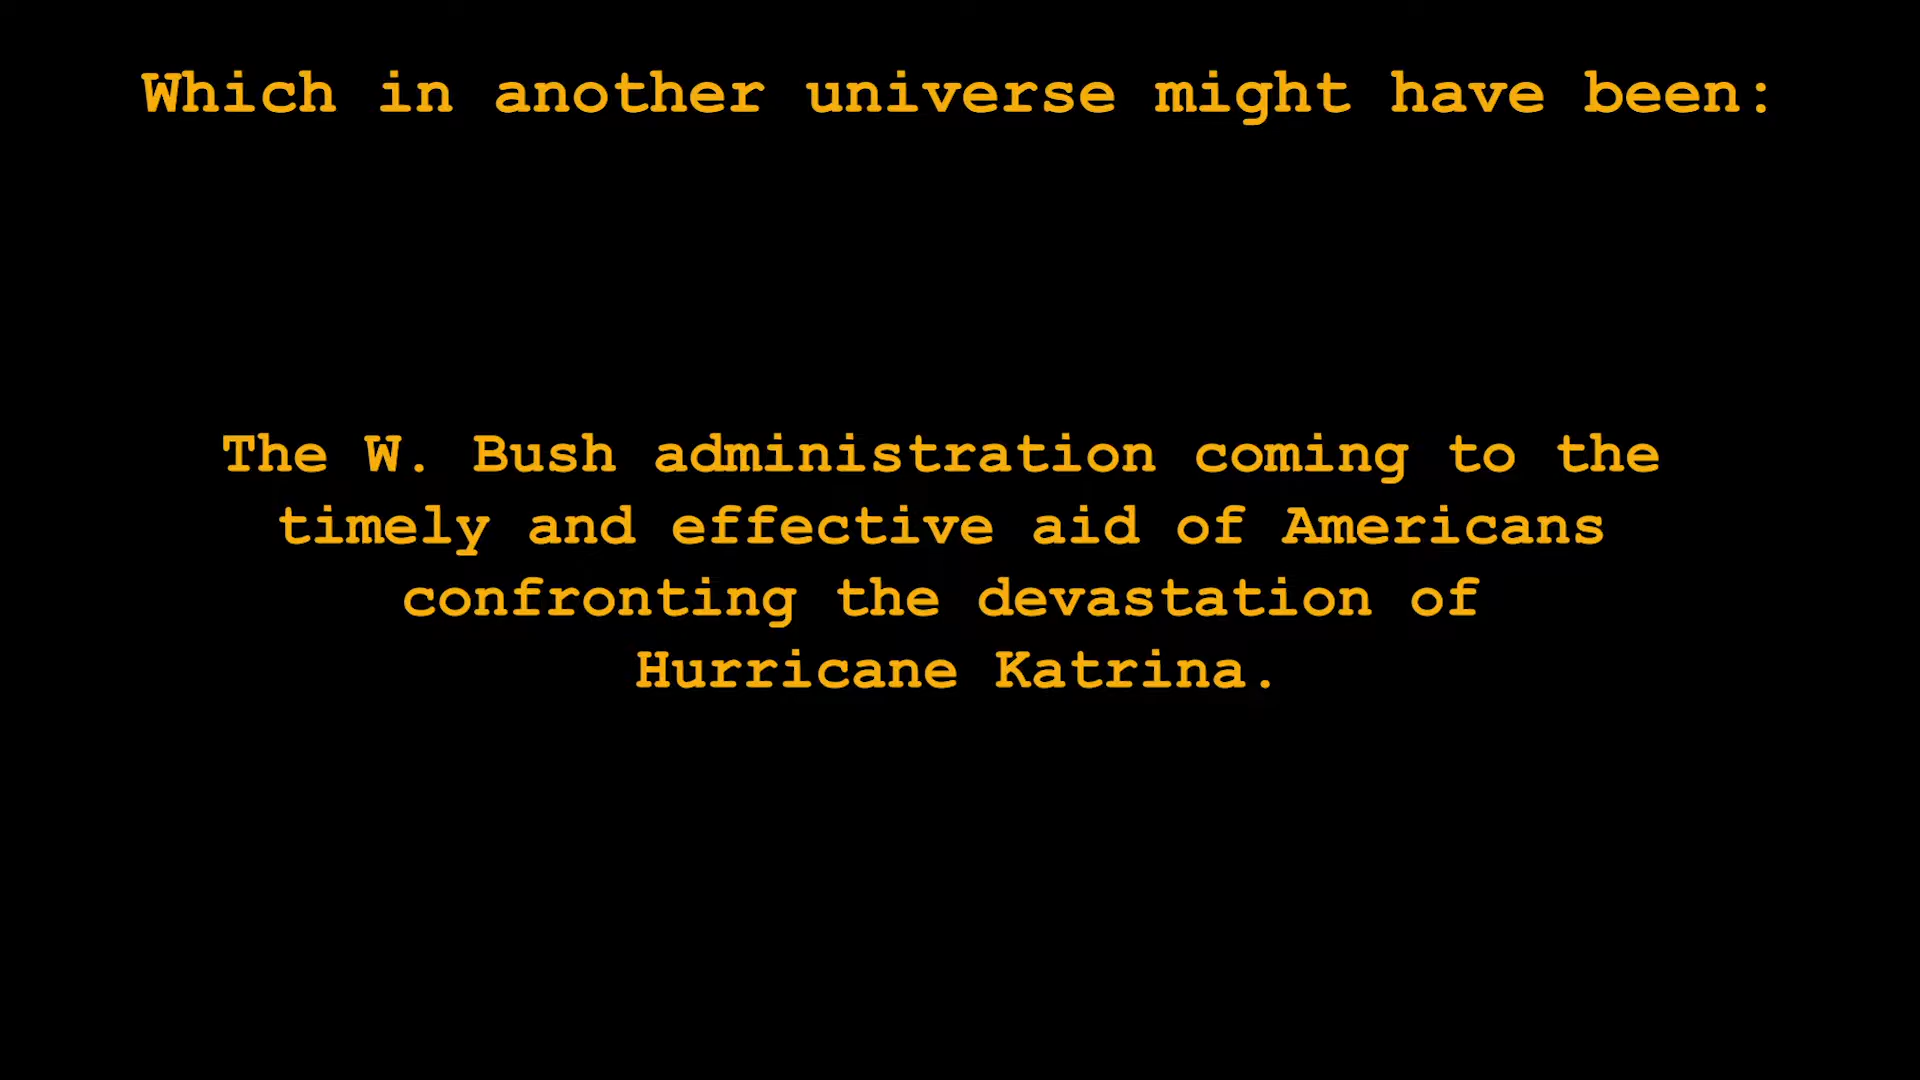 Which in another universe might have been:
The W. Bush administration coming to the
timely and effective aid of Americans
confronting the devastation of
Hurricane Katrina.